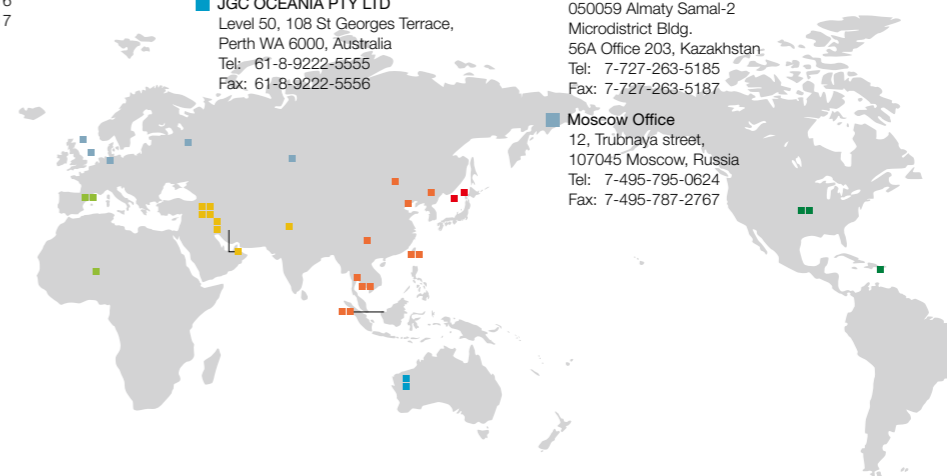 6
7
JGC OCEANIA PTY LTD
Level 50, 108 St Georges Terrace,
Perth WA 6000, Australia
Tel: 61-8-9222-5555
Fax: 61-8-9222-5556
050059 Almaty Samal-2
Microdistrict Bldg.
56A Office 203, Kazakhstan
Tel: 7-727-263-5185
Fax: 7-727-263-5187
Moscow Office
12, Trubnaya street,
107045 Moscow, Russia
Tel: 7-495-795-0624
Fax: 7-495-787-2767